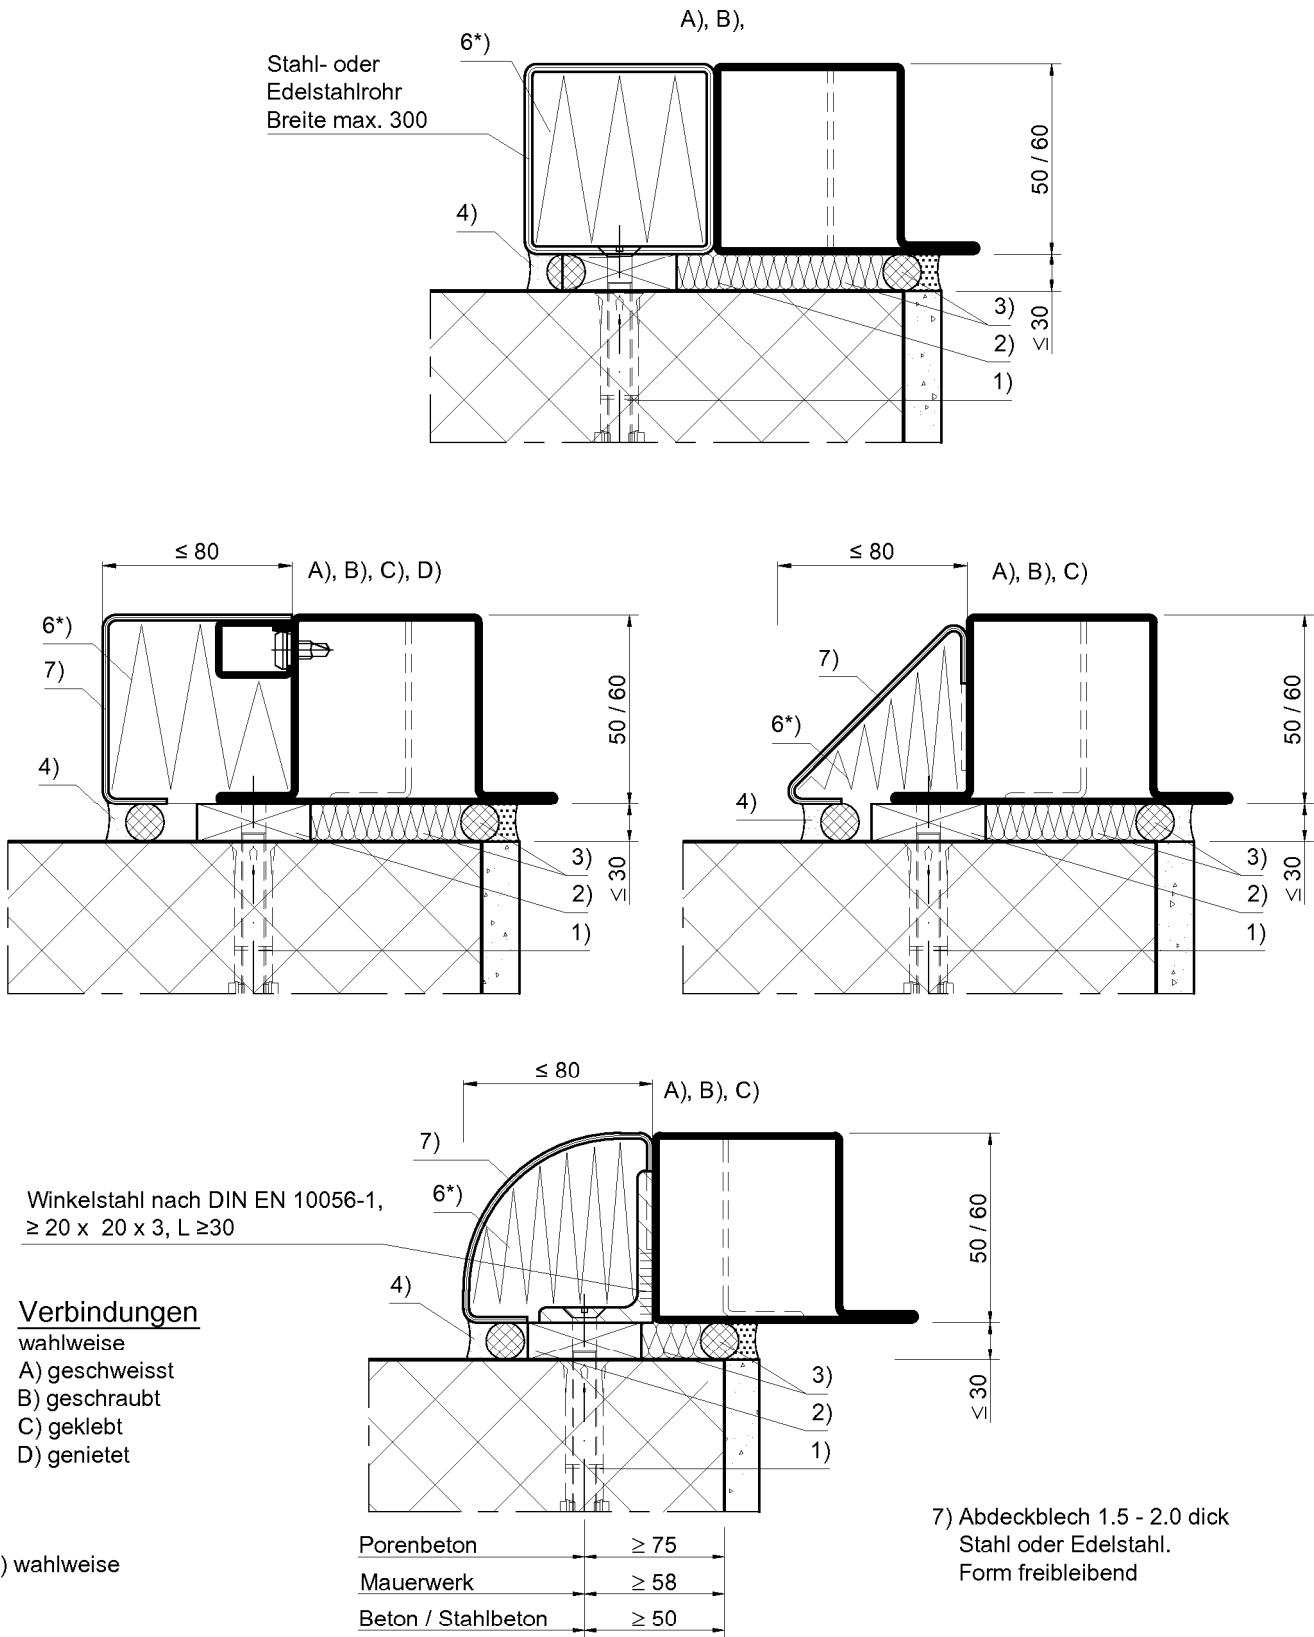 A), B),
6*)
Stahl- oder
Edelstahlrohr
Breite max. 300
4)
50 / 60
3)
≤ 30
2)
1)
≤ 80
A), B), C), D)
6*)
7)
4)
50 / 60
3)
≤ 30
2)
1)
≤ 80
A), B), C)
7)
6*)
4)
50 / 60
3)
≤ 30
2)
1)
≤ 80
A), B), C)
7)
6*)
Winkelstahl nach DIN EN 10056-1,
≥ 20 x 20 x 3, L ≥30
4)
50 / 60
3)
≤ 30
2)
1)
Verbindungen
wahlweise
A) geschweisst
B) geschraubt
C) geklebt
D) genietet
) wahlweise
Porenbeton ≥ 75
Mauerwerk ≥ 58
Beton / Stahlbeton ≥ 50
7) Abdeckblech 1.5 - 2.0 dick
Stahl oder Edelstahl.
Form freibleibend